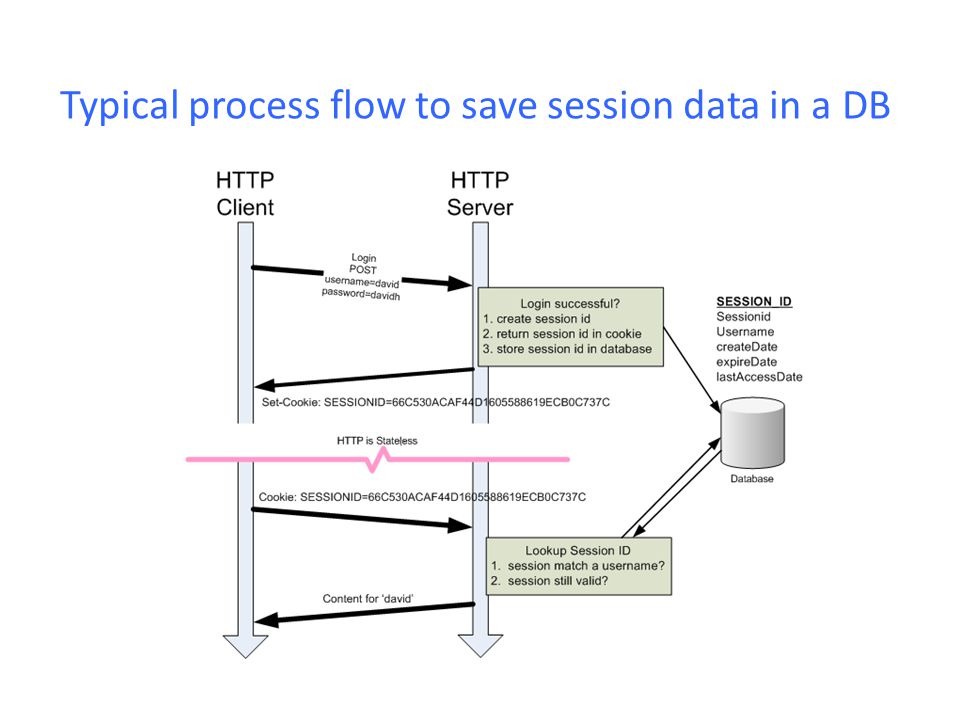 Typical process flow to save session data in a DB
HTTP
Client
HTTP
Server
Login
POST
username=david
password=davidh
Login successful?
1. create session id
2. return session id in cookie
3. store session id in database
SESSION_ID
Sessionid
Username
createDate
expireDate
lastAccessDate
Set-Cookie: SESSIONID=66C530ACAF44D1605588619ECB0C737C
HTTP is Stateless
Database
Cookie: SESSIONID=66C530ACAF44D1605588619ECB0C737C
Lookup Session ID
1. session match a username?
2. session still valid?
Content for 'david'